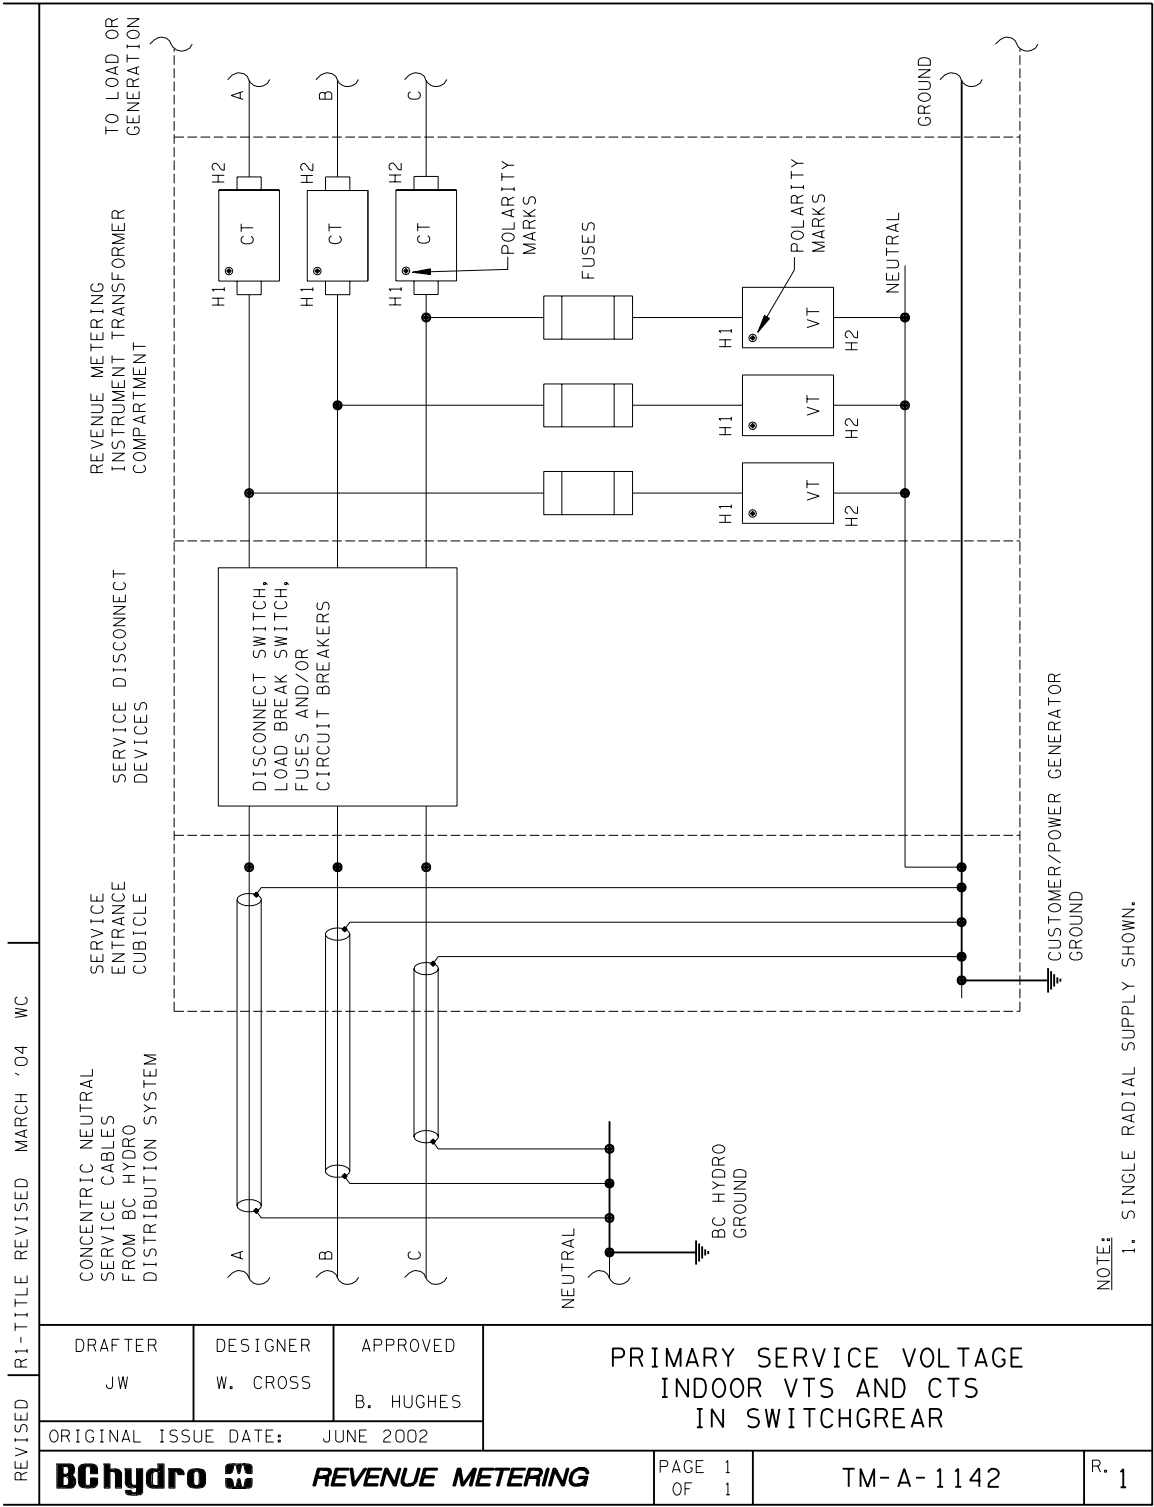 TO LOAD OR
GENERATION
A
B
C
GROUND
REVENUE METERING
INSTRUMENT TRANSFORMER
COMPARTMENT
H2
H2
H2
CT
CT
CT
H1
H1
H1
POLARITY
MARKS
FUSES
POLARITY
MARKS
NEUTRAL
H1
VT
H2
H1
VT
H2
H1
VT
H2
SERVICE DISCONNECT
DEVICES
DISCONNECT SWITCH,
LOAD BREAK SWITCH,
FUSES AND/OR
CIRCUIT BREAKERS
SERVICE
ENTRANCE
CUBICLE
CUSTOMER/POWER GENERATOR
GROUND
CONCENTRIC NEUTRAL
SERVICE CABLES
FROM BC HYDRO
DISTRIBUTION SYSTEM
A
B
C
NEUTRAL
BC HYDRO
GROUND
NOTE:
1. SINGLE RADIAL SUPPLY SHOWN.
REVISED
R1-TITLE REVISED MARCH '04 WC
DRAFTER
JW
DESIGNER
W. CROSS
APPROVED
B. HUGHES
ORIGINAL ISSUE DATE: JUNE 2002
PRIMARY SERVICE VOLTAGE
INDOOR VTS AND CTS
IN SWITCHGREAR
BChydro
REVENUE METERING
PAGE 1
OF 1
TM-A-1142
R. 1